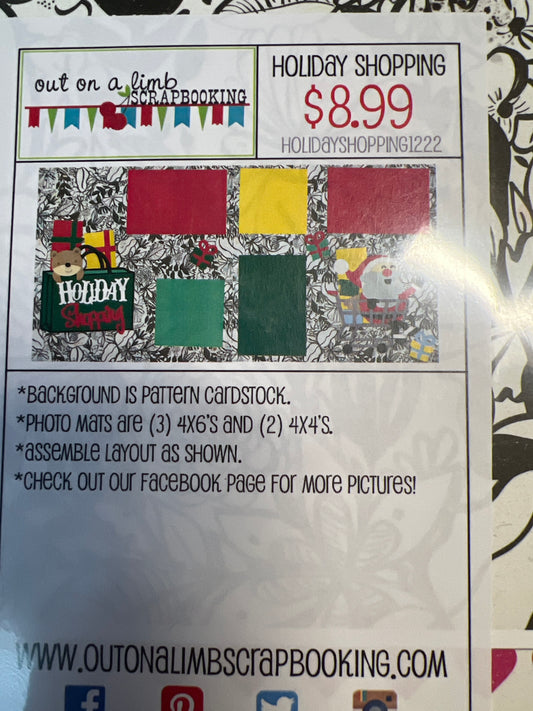 out on a limb
SCRAPBOOKING
HOLIDAY SHOPPING
$8.99
HOLIDAYSHOPPING1222
HOLIDAY
Shopping
*BACKGROUND IS PATTERN CARDSTOCK.
*PHOTO MATS ARE (3) 4X6'S AND (2) 4X4'S.
*ASSEMBLE LAYOUT AS SHOWN.
*CHECK OUT OUR FACEBOOK PAGE FOR MORE PICTURES!
WWW.OUTONALIMBSCRAPBOOKING.COM